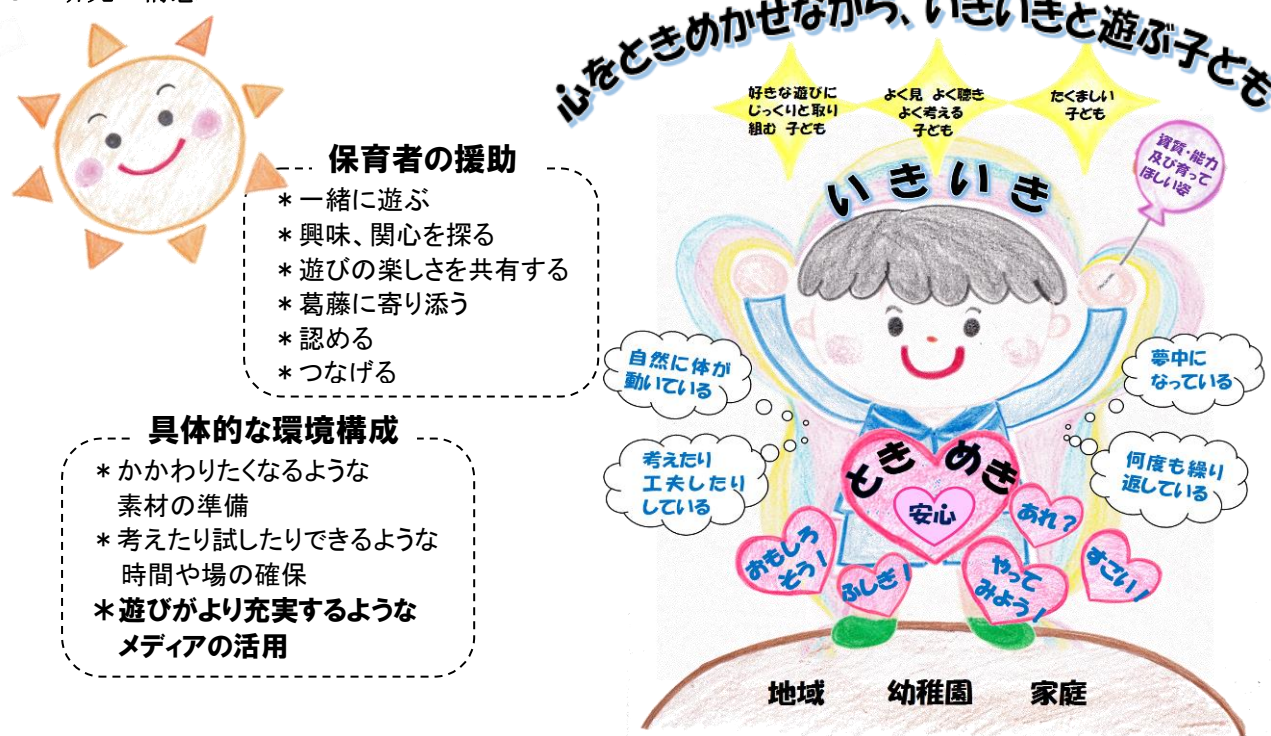 心をときめかせながら、いきいきと遊ぶ子ども
好きな遊びに
じっくりと取り
組む 子ども
よく見 よく聴き
よく考える
子ども
たくましい
子ども
資質・能力
及び育って
ほしい姿
いきいき
保育者の援助
*一緒に遊ぶ
*興味、関心を探る
*遊びの楽しさを共有する
*葛藤に寄り添う
*認める
*つなげる
具体的な環境構成
*かかわりたくなるような
素材の準備
*考えたり試したりできるような
時間や場の確保
*遊びがより充実するような
メディアの活用
自然に体が
動いている
夢中に
なっている
考えたり
工夫したり
している
何度も繰り
返している
ときめき
安心
あれ?
おもしろ
そう!
ふしぎ!
やって
みよう!
すごい!
地域 幼稚園 家庭